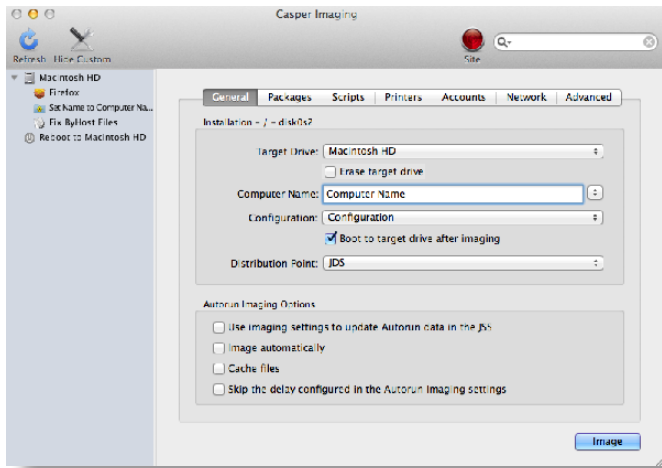 Casper Imaging
Refresh Hide Custom
Site
Macintosh HD
Firefox
Set Name to Computer Na...
Fix ByHost Files
Reboot to Macintosh HD
General Packages Scripts Printers Accounts Network Advanced
Installation - / - disk0s2
Target Drive: Macintosh HD
Erase target drive
Computer Name: Computer Name
Configuration: Configuration
Boot to target drive after imaging
Distribution Point: JDS
Autorun Imaging Options
Use imaging settings to update Autorun data in the JSS
Image automatically
Cache files
Skip the delay configured in the Autorun Imaging settings
Image